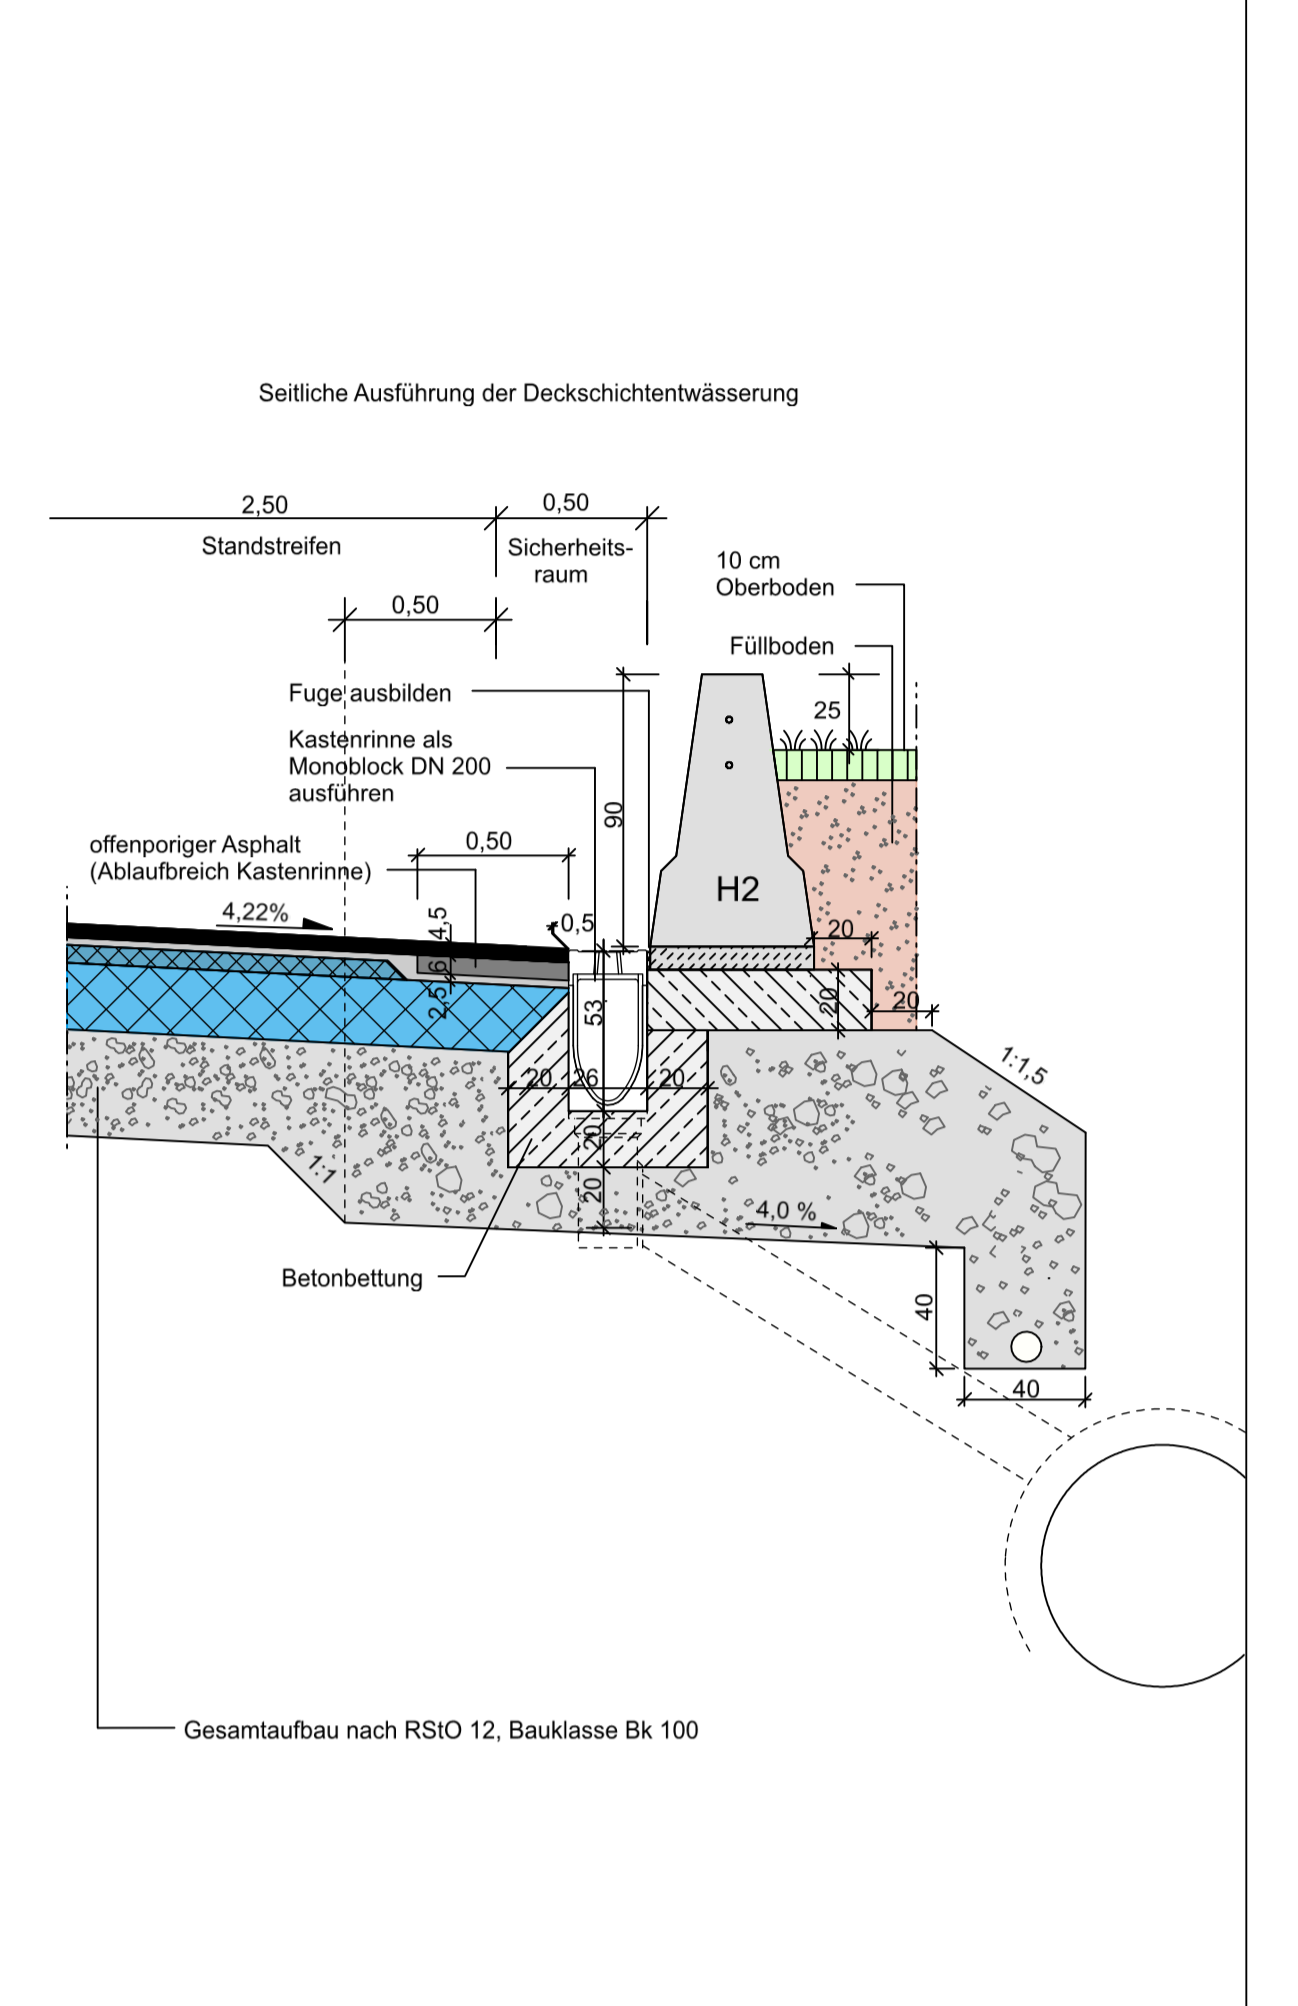 Seitliche Ausführung der Deckschichtentwässerung
2,50
0,50
Standstreifen
Sicherheits-
raum
10 cm
Oberboden
0,50
Füllboden
Fuge ausbilden
25
Kastenrinne als
Monoblock DN 200
ausführen
90
offenporiger Asphalt
(Ablaufbreich Kastenrinne)
0,50
H2
4,22%
4,5
0,5
20
6
2,5
53
20
20
1:1,5
20
26
20
20
1:1
20
4,0 %
Betonbettung
40
40
Gesamtaufbau nach RStO 12, Bauklasse Bk 100